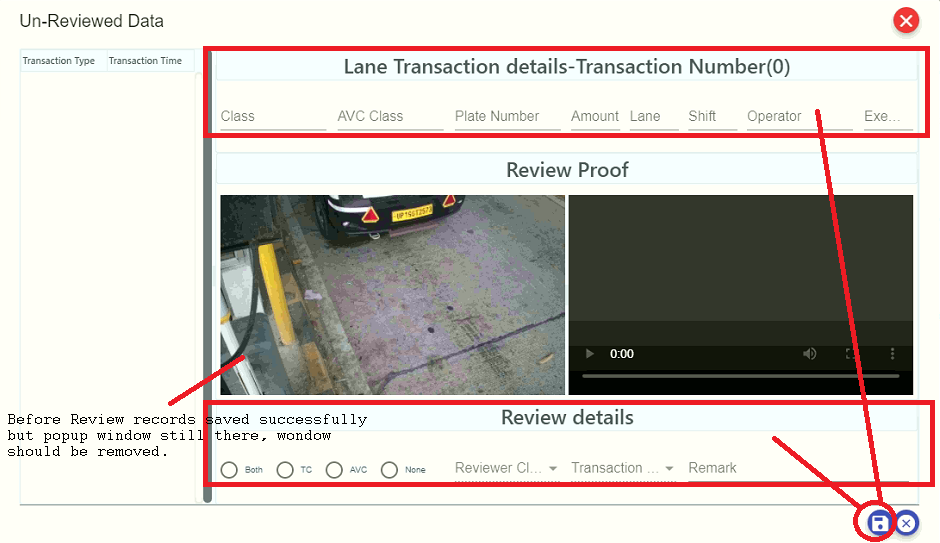 Un-Reviewed Data
Transaction Type Transaction Time
Lane Transaction details-Transaction Number(0)
Class AVC Class Plate Number Amount Lane Shift Operator Exe...
Review Proof
0:00
Before Review records saved successfully
but popup window still there, wondow
should be removed.
Review details
Both TC AVC None Reviewer Cl... Transaction ... Remark